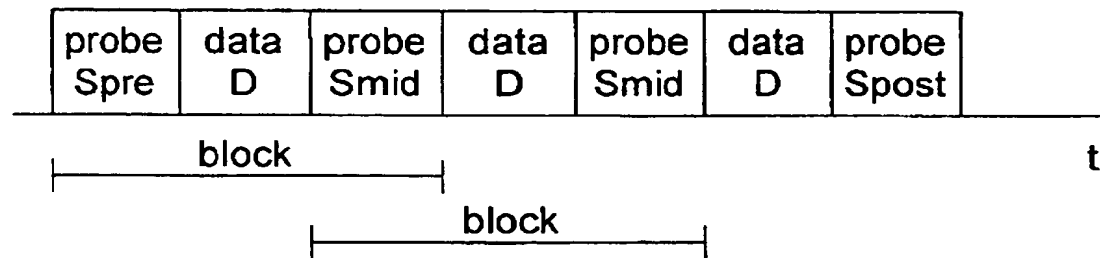 probe data probe data probe data probe
Spre D Smid D Smid D Spost
block t
block